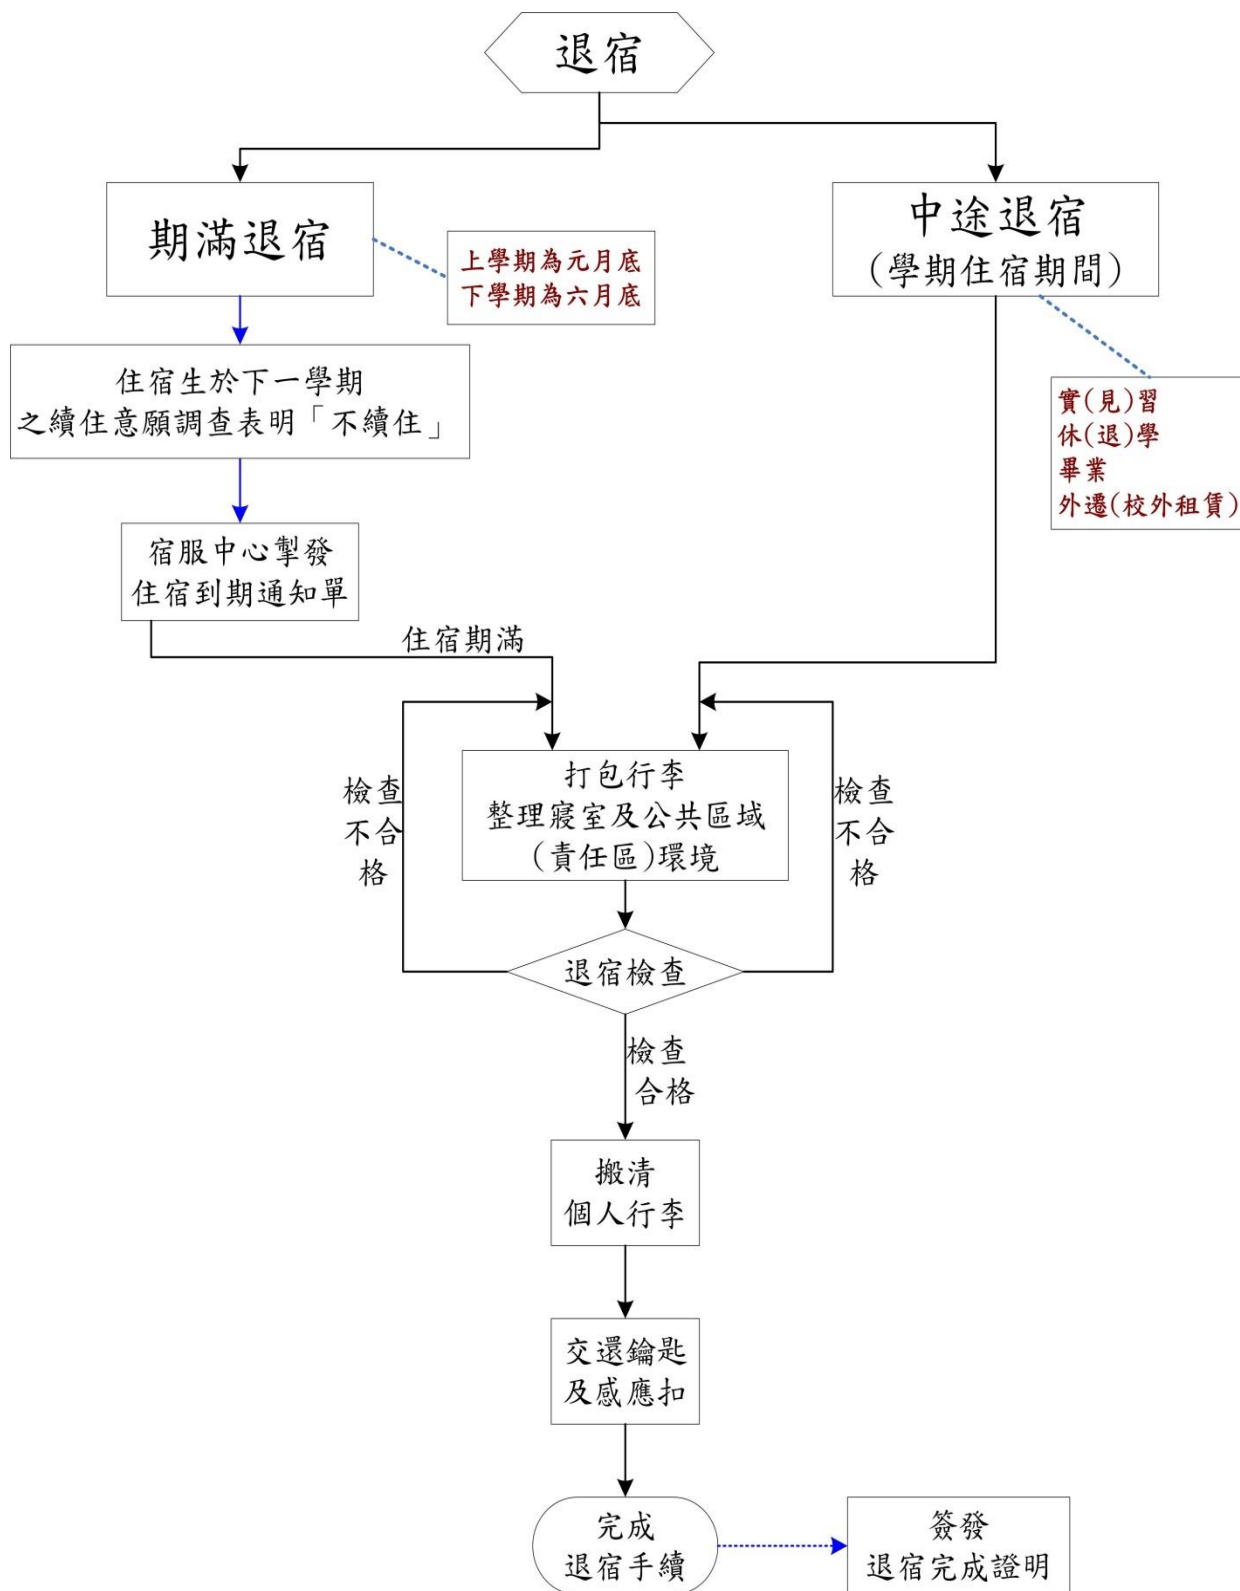 退宿
期滿退宿
上學期為元月底
下學期為六月底
中途退宿
(學期住宿期間)
實(見)習
休(退)學
畢業
外遷(校外租賃)
住宿生於下一學期
之續住意願調查表明「不續住」
宿服中心掣發
住宿到期通知單
住宿期滿
打包行李
整理寢室及公共區域
(責任區)環境
檢查
不合
格
檢查
不合
格
退宿檢查
檢查
合格
搬清
個人行李
交還鑰匙
及感應扣
完成
退宿手續
簽發
退宿完成證明